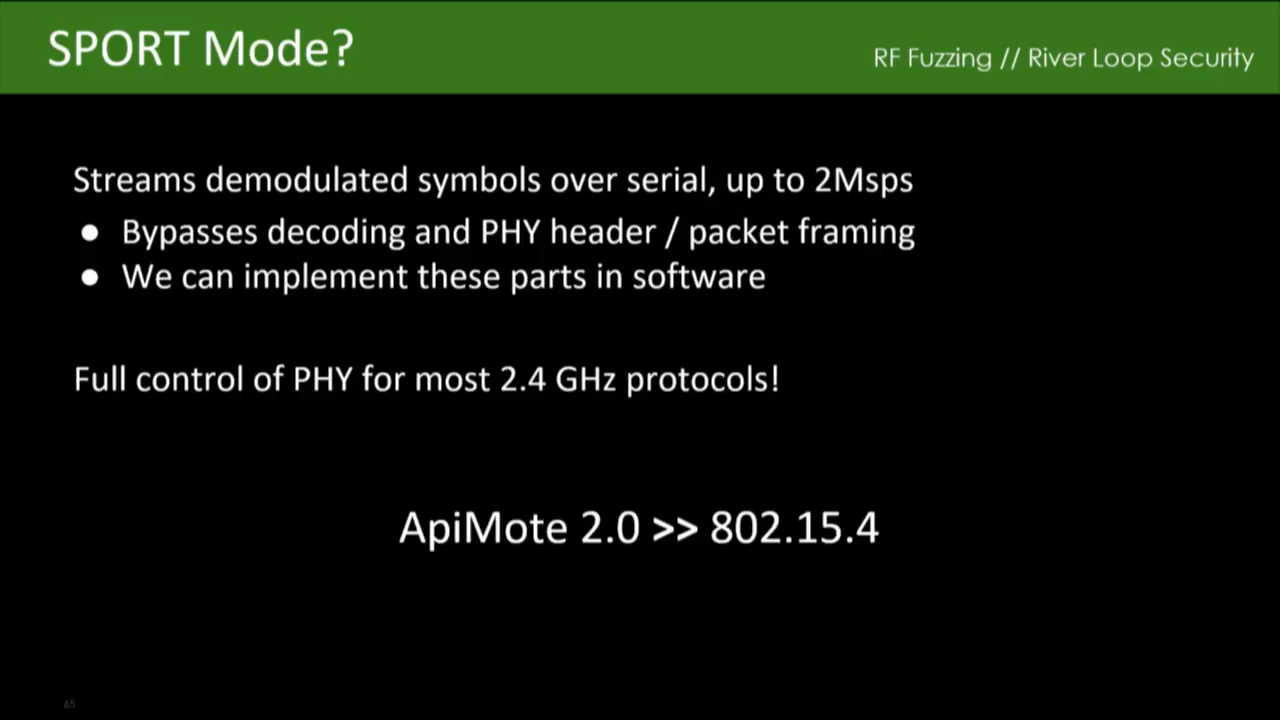 SPORT Mode?
RF Fuzzing // River Loop Security
Streams demodulated symbols over serial, up to 2Msps
● Bypasses decoding and PHY header / packet framing
● We can implement these parts in software
Full control of PHY for most 2.4 GHz protocols!
ApiMote 2.0 >> 802.15.4
65